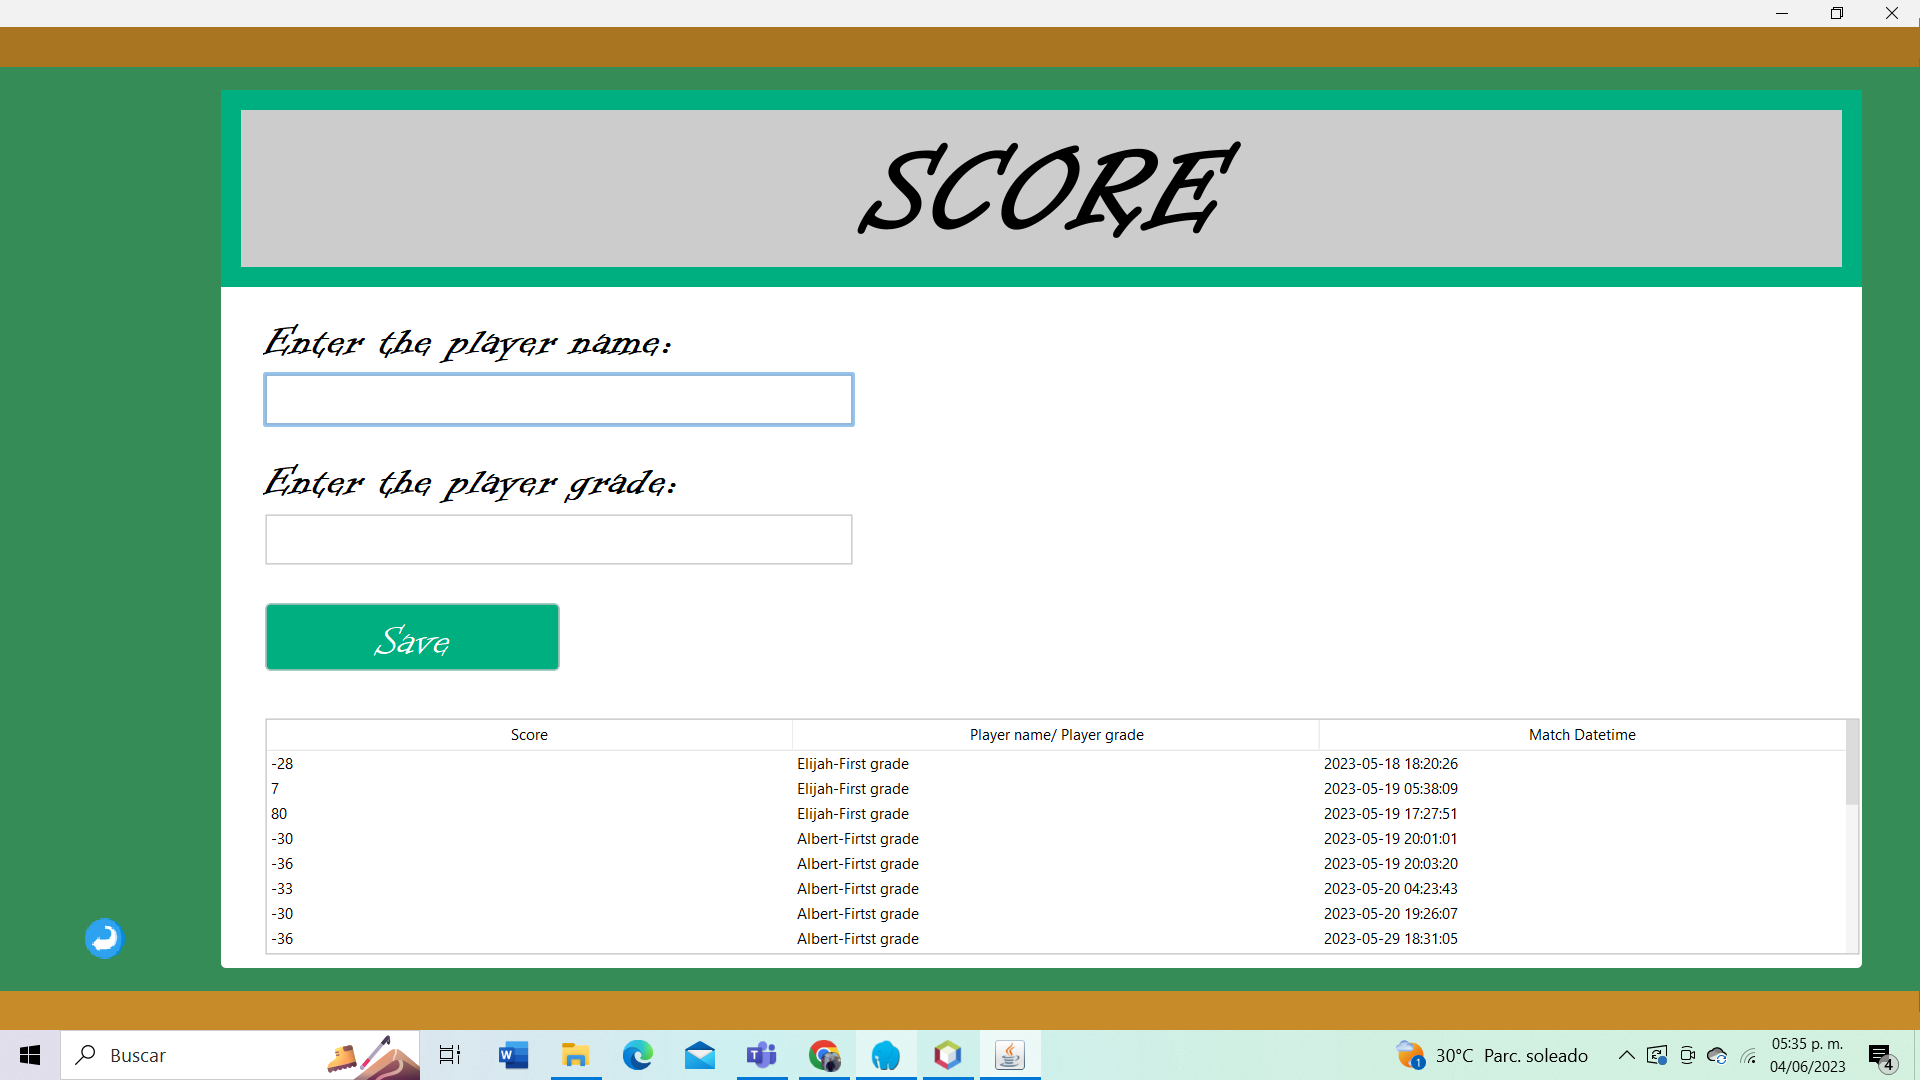 SCORE
Enter the player name:
Enter the player grade:
Save
Score Player name/ Player grade Match Datetime
-28 Elijah-First grade 2023-05-18 18:20:26
7 Elijah-First grade 2023-05-19 05:38:09
80 Elijah-First grade 2023-05-19 17:27:51
-30 Albert-Firtst grade 2023-05-19 20:01:01
-36 Albert-Firtst grade 2023-05-19 20:03:20
-33 Albert-Firtst grade 2023-05-20 04:23:43
-30 Albert-Firtst grade 2023-05-20 19:26:07
-36 Albert-Firtst grade 2023-05-29 18:31:05
Buscar
1
30°C Parc. soleado
05:35 p. m.
04/06/2023
4